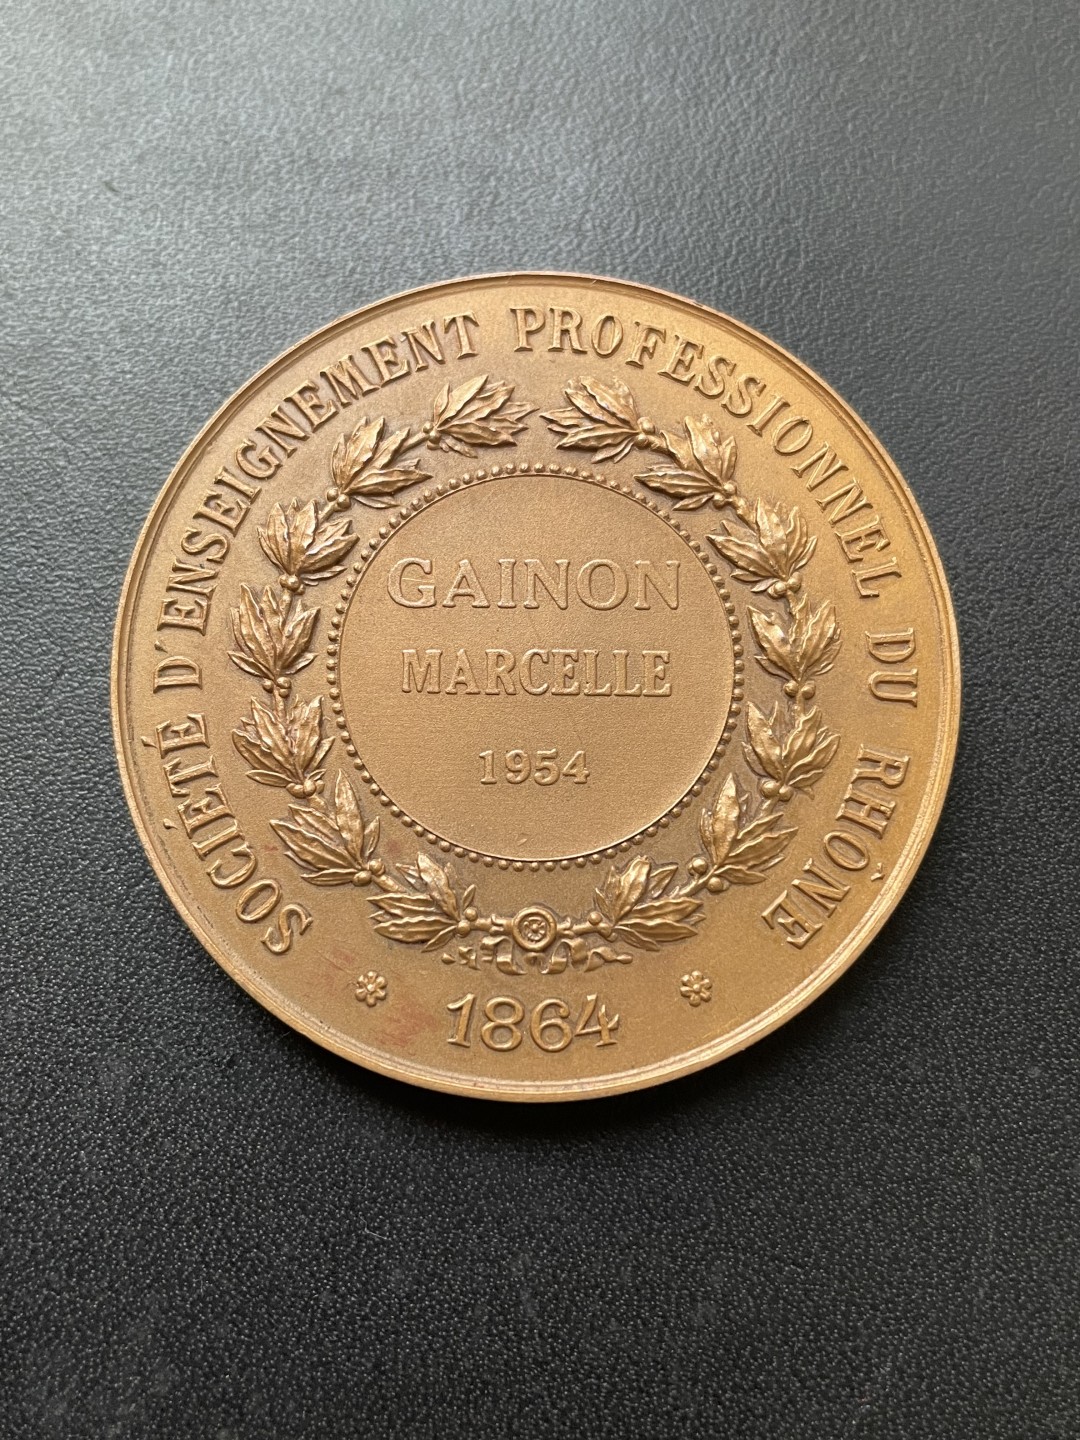 SOCIÉTÉ D'ENSEIGNEMENT PROFESSIONNEL DU RHÔNE
GAINON
MARCELLE
1954
1864